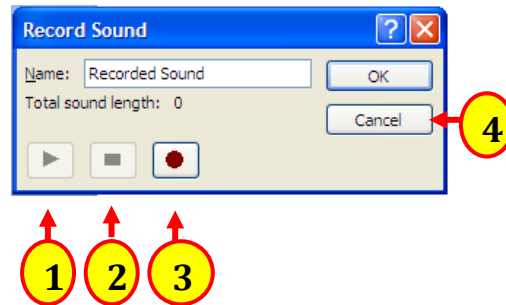 Record Sound
Name: Recorded Sound
OK
Total sound length: 0
Cancel
4
1 2 3